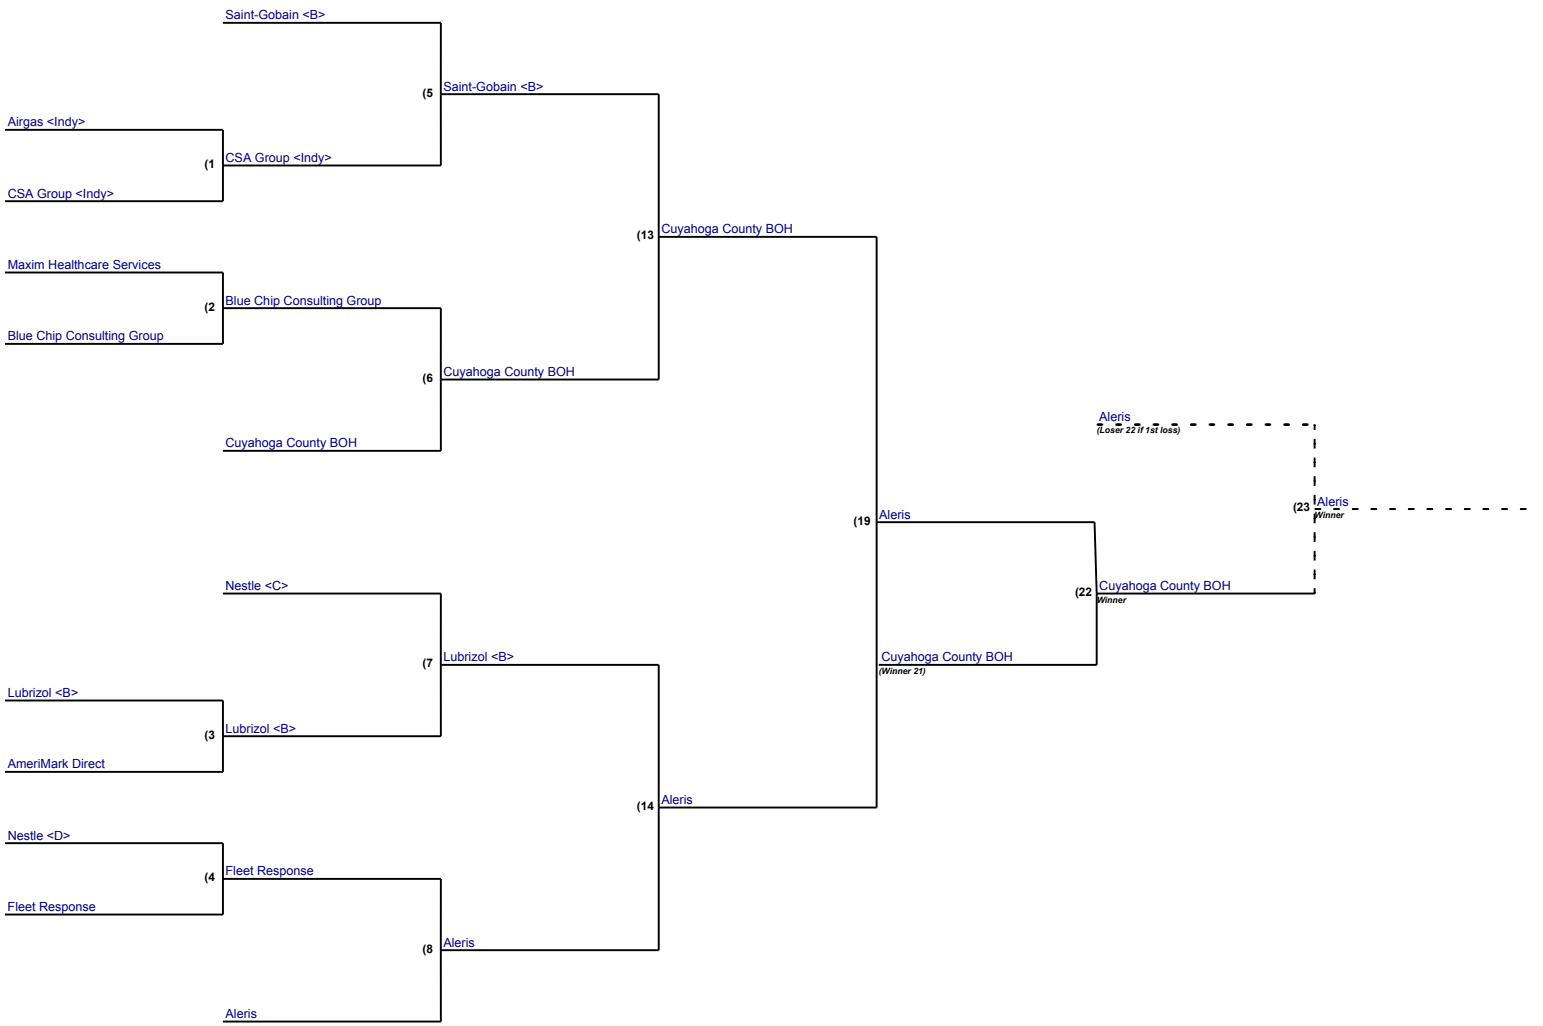 Saint-Gobain <B>
(5
Saint-Gobain <B>
Airgas <Indy>
(1
CSA Group <Indy>
CSA Group <Indy>
(13
Cuyahoga County BOH
Maxim Healthcare Services
(2
Blue Chip Consulting Group
Blue Chip Consulting Group
(6
Cuyahoga County BOH
Cuyahoga County BOH
Aleris
(Loser 22 if 1st loss)
(23
Aleris
Winner
(19
Aleris
Nestle <C>
(22
Cuyahoga County BOH
Winner
(7
Lubrizol <B>
Cuyahoga County BOH
(Winner 21)
Lubrizol <B>
(3
Lubrizol <B>
AmeriMark Direct
(14
Aleris
Nestle <D>
(4
Fleet Response
Fleet Response
(8
Aleris
Aleris